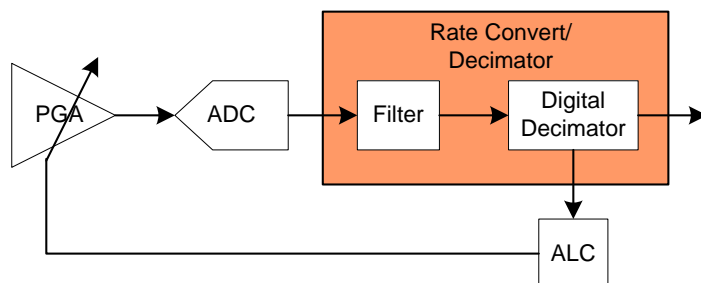 Rate Convert/
Decimator
PGA
ADC
Filter
Digital
Decimator
ALC